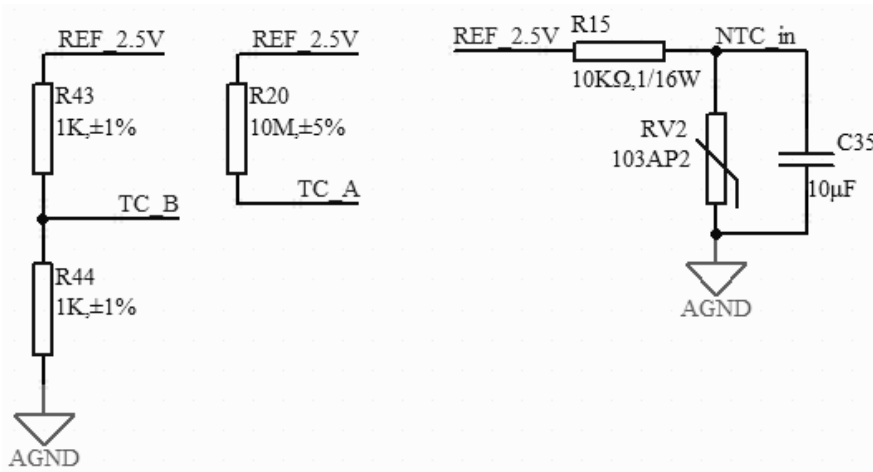 REF_2.5V
R43
1K,±1%
TC_B
R44
1K,±1%
AGND
REF_2.5V
R20
10M,±5%
TC_A
REF_2.5V
R15
10KΩ,1/16W
NTC_in
RV2
103AP2
C35
10μF
AGND